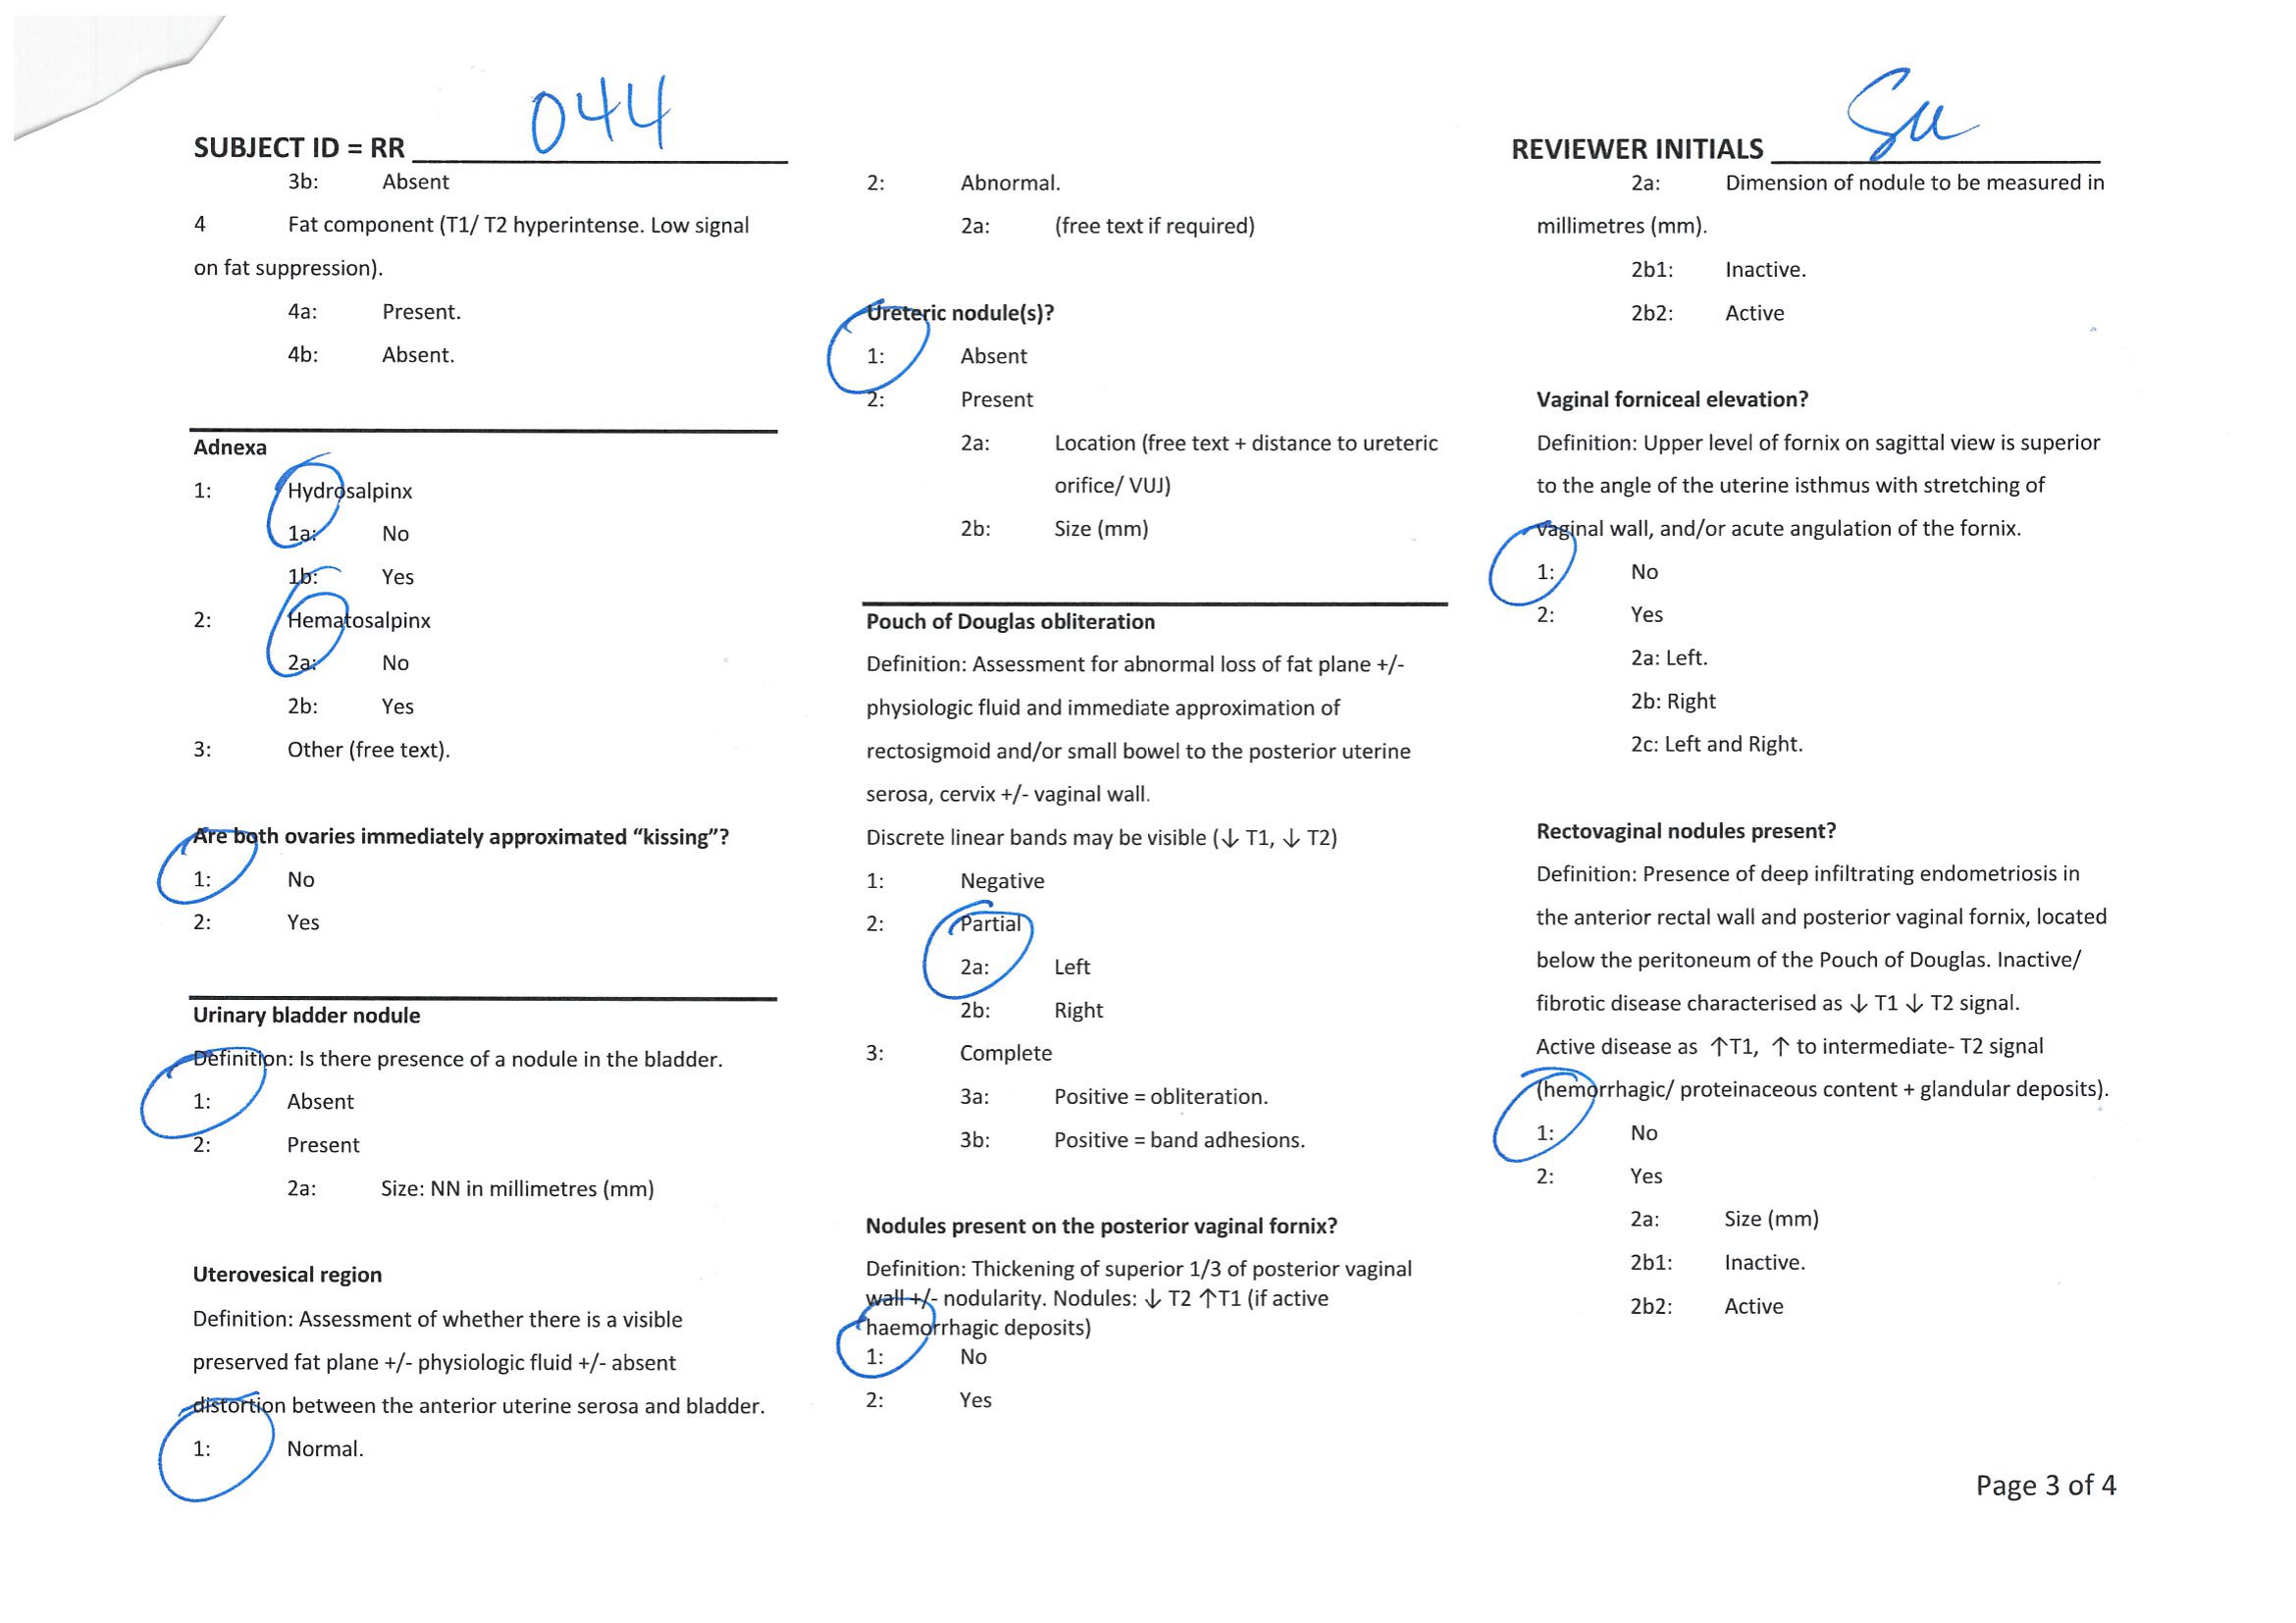 SUBJECT ID = RR 044
REVIEWER INITIALS
3b: Absent
4 Fat component (T1/ T2 hyperintense. Low signal
on fat suppression).
4a: Present.
4b: Absent.
Adnexa
1: Hydrosalpinx
1a: No
1b: Yes
2: Hematosalpinx
2a: No
2b: Yes
3: Other (free text).
Are both ovaries immediately approximated “kissing”?
1: No
2: Yes
Urinary bladder nodule
Definition: Is there presence of a nodule in the bladder.
1: Absent
2: Present
2a: Size: NN in millimetres (mm)
Uterovesical region
Definition: Assessment of whether there is a visible
preserved fat plane +/- physiologic fluid +/- absent
distortion between the anterior uterine serosa and bladder.
1: Normal.
2: Abnormal.
2a: (free text if required)
Ureteric nodule(s)?
1: Absent
2: Present
2a: Location (free text + distance to ureteric
orifice/ VUJ)
2b: Size (mm)
Pouch of Douglas obliteration
Definition: Assessment for abnormal loss of fat plane +/-
physiologic fluid and immediate approximation of
rectosigmoid and/or small bowel to the posterior uterine
serosa, cervix +/- vaginal wall.
Discrete linear bands may be visible (↓ T1, ↓ T2)
1: Negative
2: Partial
2a: Left
2b: Right
3: Complete
3a: Positive = obliteration.
3b: Positive = band adhesions.
Nodules present on the posterior vaginal fornix?
Definition: Thickening of superior 1/3 of posterior vaginal
wall +/- nodularity. Nodules: ↓ T2 ↑T1 (if active
haemorrhagic deposits)
1: No
2: Yes
2a: Dimension of nodule to be measured in
millimetres (mm).
2b1: Inactive.
2b2: Active
Vaginal forniceal elevation?
Definition: Upper level of fornix on sagittal view is superior
to the angle of the uterine isthmus with stretching of
vaginal wall, and/or acute angulation of the fornix.
1: No
2: Yes
2a: Left.
2b: Right
2c: Left and Right.
Rectovaginal nodules present?
Definition: Presence of deep infiltrating endometriosis in
the anterior rectal wall and posterior vaginal fornix, located
below the peritoneum of the Pouch of Douglas. Inactive/
fibrotic disease characterised as ↓ T1 ↓ T2 signal.
Active disease as ↑T1, ↑ to intermediate- T2 signal
(hemorrhagic/ proteinaceous content + glandular deposits).
1: No
2: Yes
2a: Size (mm)
2b1: Inactive.
2b2: Active
Page 3 of 4